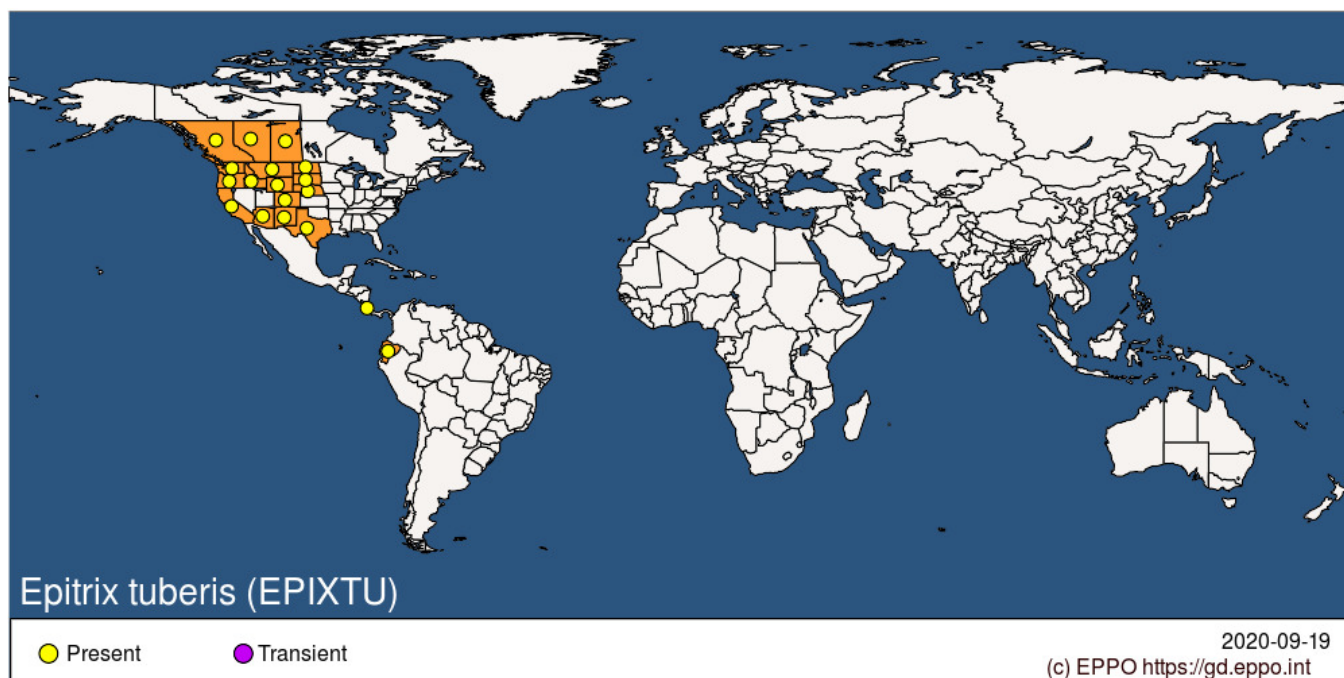 Epitrix tuberis (EPIXTU)
Present
Transient
2020-09-19
(c) EPPO https://gd.eppo.int